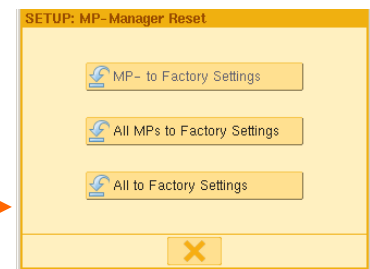 SETUP: MP-Manager Reset
MP- to Factory Settings
All MPs to Factory Settings
All to Factory Settings